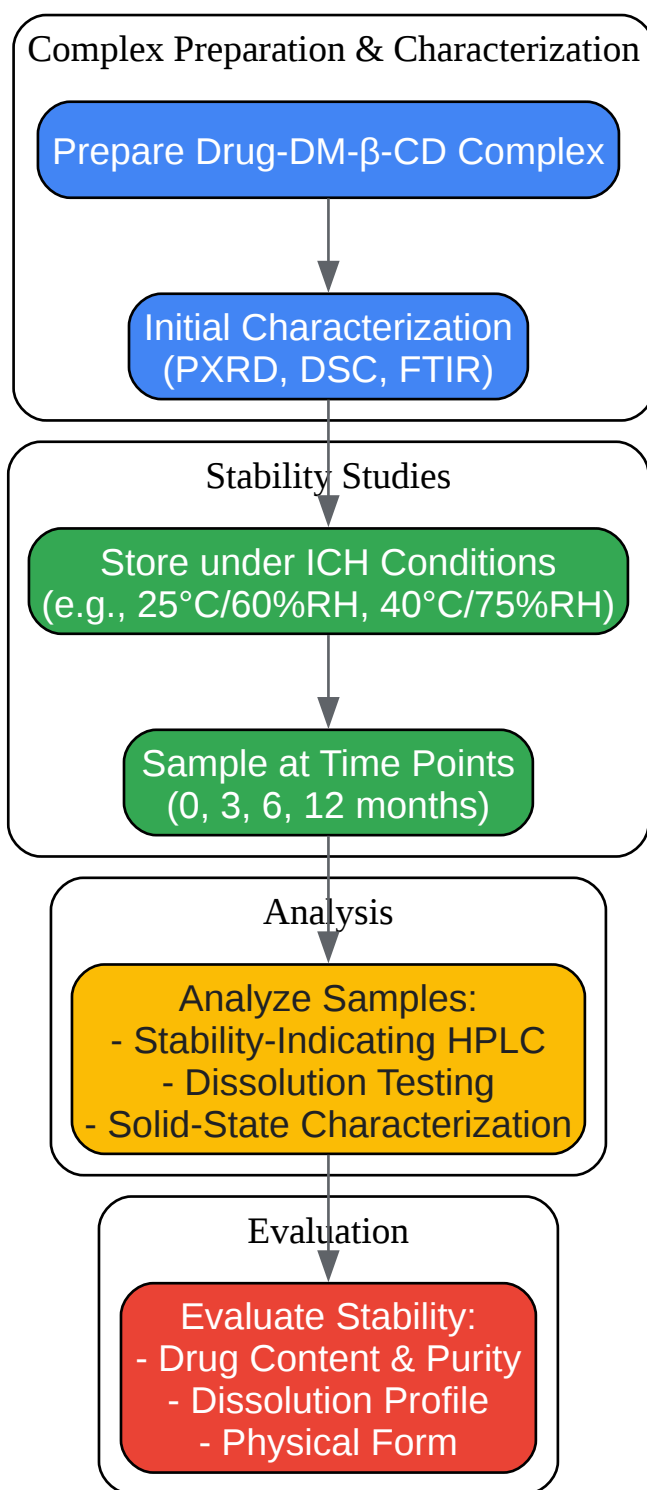 Complex Preparation & Characterization
Prepare Drug-DM-β-CD Complex
Initial Characterization
(PXRD, DSC, FTIR)
Stability Studies
Store under ICH Conditions
(e.g., 25°C/60%RH, 40°C/75%RH)
Sample at Time Points
(0, 3, 6, 12 months)
Analysis
Analyze Samples:
- Stability-Indicating HPLC
- Dissolution Testing
- Solid-State Characterization
Evaluation
Evaluate Stability:
- Drug Content & Purity
- Dissolution Profile
- Physical Form